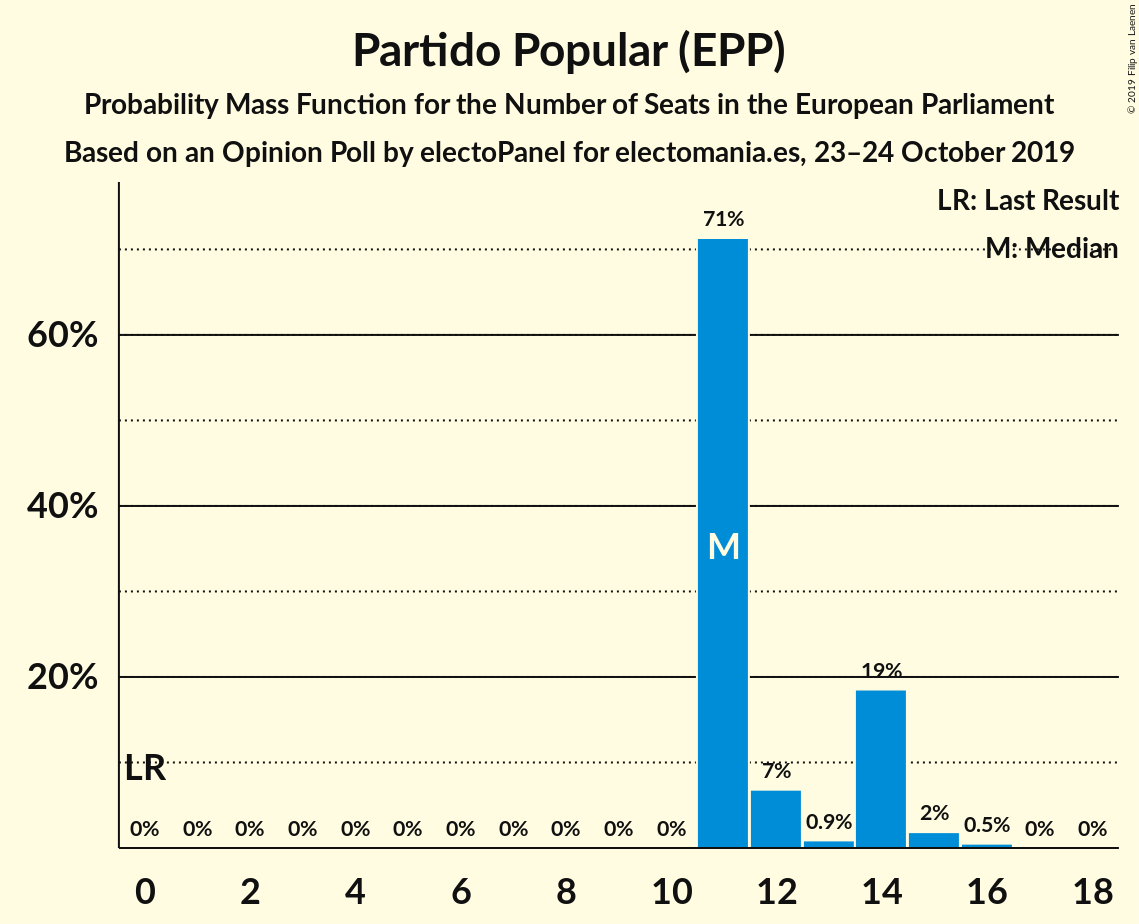 Partido Popular (EPP)
Probability Mass Function for the Number of Seats in the European Parliament
Based on an Opinion Poll by electoPanel for electomania.es, 23–24 October 2019
© 2019 Filip van Laenen
LR: Last Result
M: Median
71%
60%
40%
M
20%
19%
LR
7%
0% 0% 0% 0% 0% 0% 0% 0% 0% 0% 0% 0.9% 2% 0.5% 0% 0%
0 2 4 6 8 10 12 14 16 18